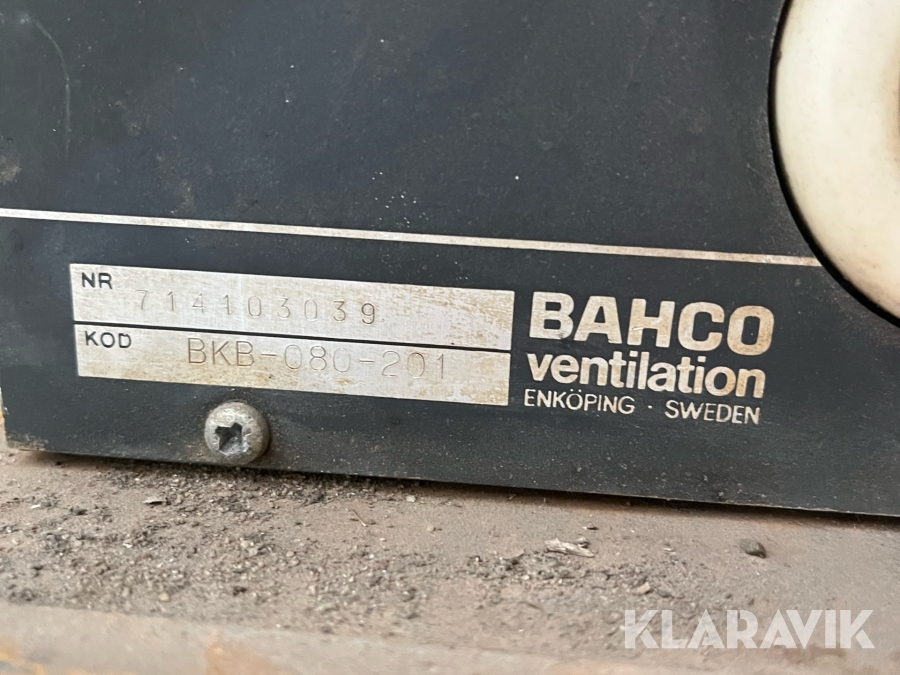 NR 714103039
KOD BKB-080-201
BAHCO
ventilation
ENKÖPING · SWEDEN
KLARAVIK